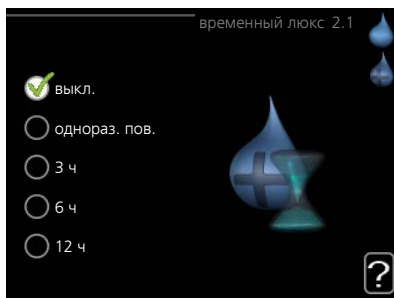 временный люкс 2.1
выкл.
однораз. пов.
3 ч
6 ч
12 ч
?